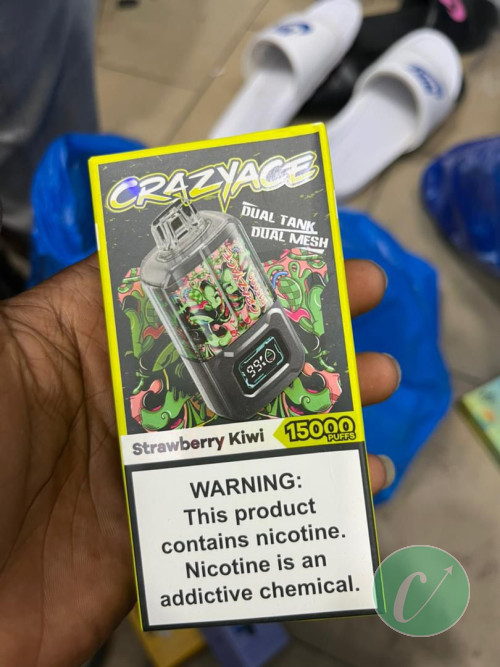 CRAZYACE
DUAL TANK
DUAL MESH
99%
Strawberry Kiwi
15000
PUFFS
WARNING:
This product
contains nicotine.
Nicotine is an
addictive chemical.
C